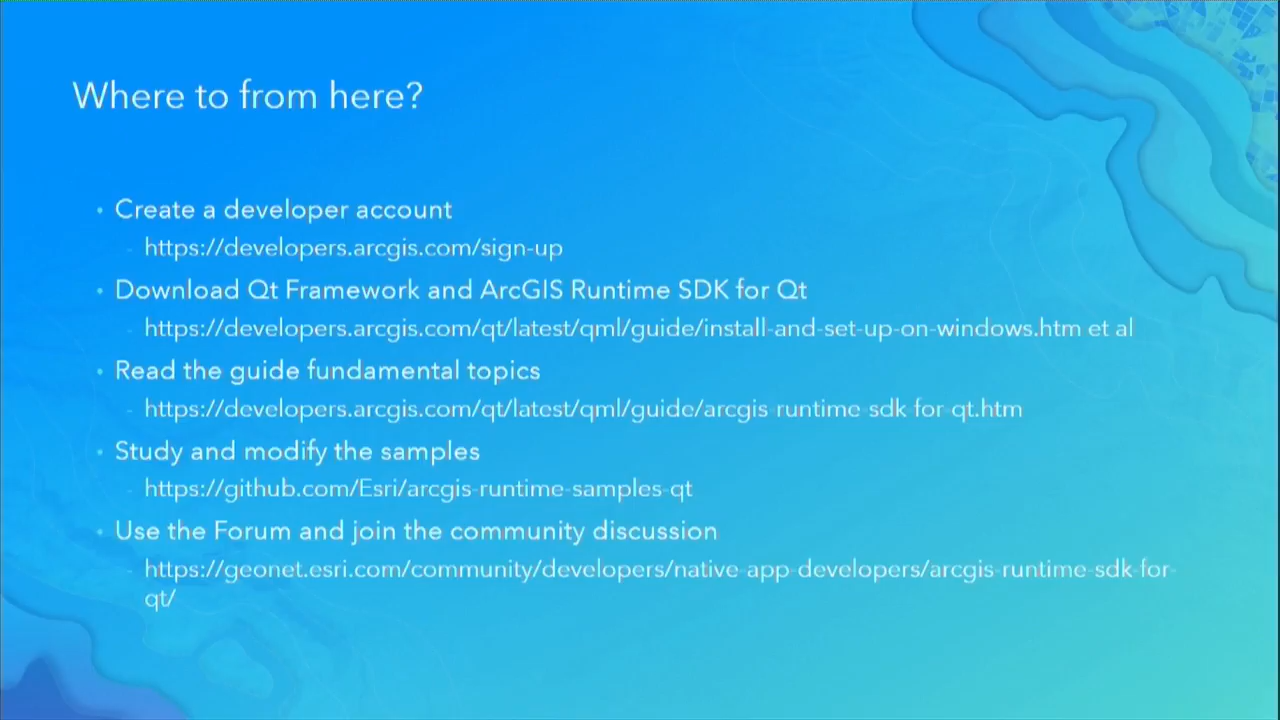 Where to from here?
• Create a developer account
- https://developers.arcgis.com/sign-up
• Download Qt Framework and ArcGIS Runtime SDK for Qt
- https://developers.arcgis.com/qt/latest/qml/guide/install-and-set-up-on-windows.htm et al
• Read the guide fundamental topics
- https://developers.arcgis.com/qt/latest/qml/guide/arcgis-runtime-sdk-for-qt.htm
• Study and modify the samples
- https://github.com/Esri/arcgis-runtime-samples-qt
• Use the Forum and join the community discussion
- https://geonet.esri.com/community/developers/native-app-developers/arcgis-runtime-sdk-for-
qt/